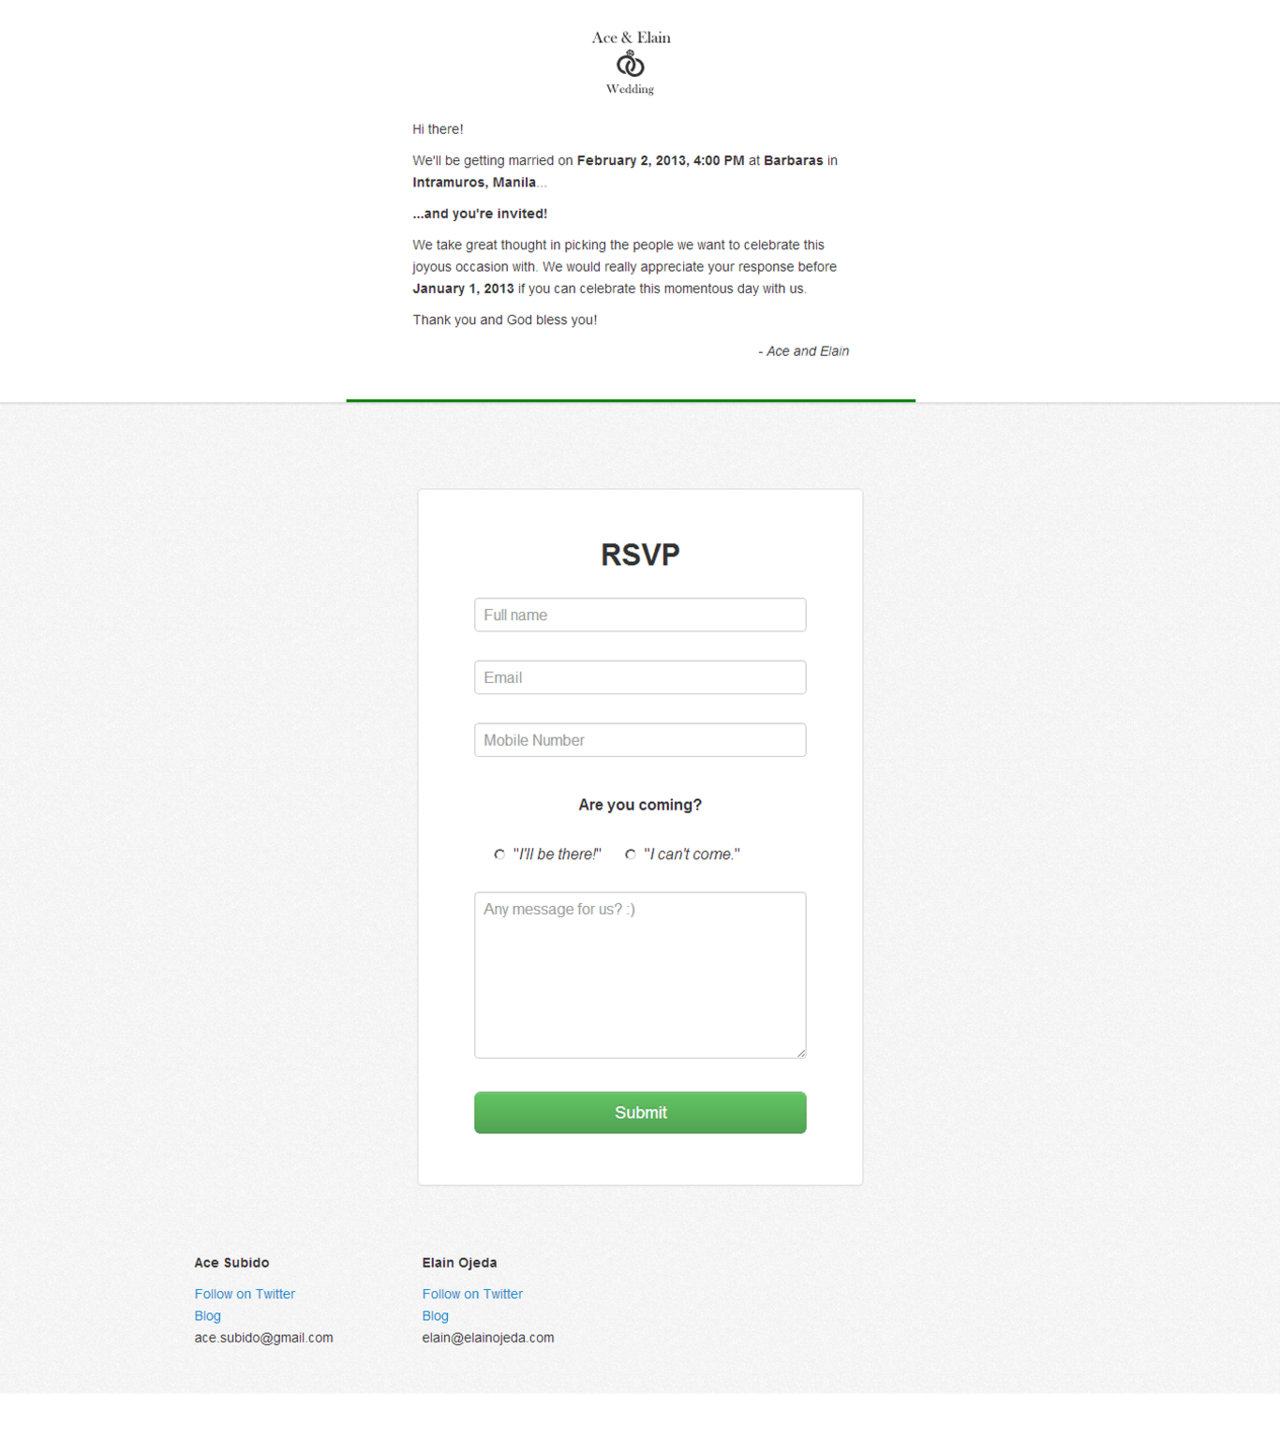 Ace & Elain
Wedding
Hi there!
We'll be getting married on February 2, 2013, 4:00 PM at Barbaras in
Intramuros, Manila...
...and you're invited!
We take great thought in picking the people we want to celebrate this
joyous occasion with. We would really appreciate your response before
January 1, 2013 if you can celebrate this momentous day with us.
Thank you and God bless you!
- Ace and Elain
RSVP
Full name
Email
Mobile Number
Are you coming?
"I'll be there!" "I can't come."
Any message for us? :)
Submit
Ace Subido
Follow on Twitter
Blog
ace.subido@gmail.com
Elain Ojeda
Follow on Twitter
Blog
elain@elainojeda.com